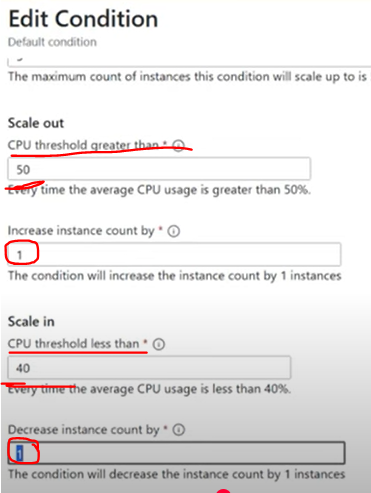 Edit Condition
Default condition
The maximum count of instances this condition will scale up to is
Scale out
CPU threshold greater than * ⓘ
50
Every time the average CPU usage is greater than 50%.
Increase instance count by * ⓘ
1
The condition will increase the instance count by 1 instances
Scale in
CPU threshold less than * ⓘ
40
Every time the average CPU usage is less than 40%.
Decrease instance count by * ⓘ
1
The condition will decrease the instance count by 1 instances